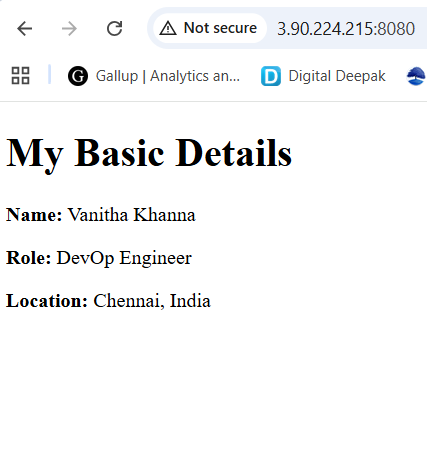 Not secure 3.90.224.215:8080
G Gallup | Analytics an... D Digital Deepak
My Basic Details
Name: Vanitha Khanna
Role: DevOp Engineer
Location: Chennai, India